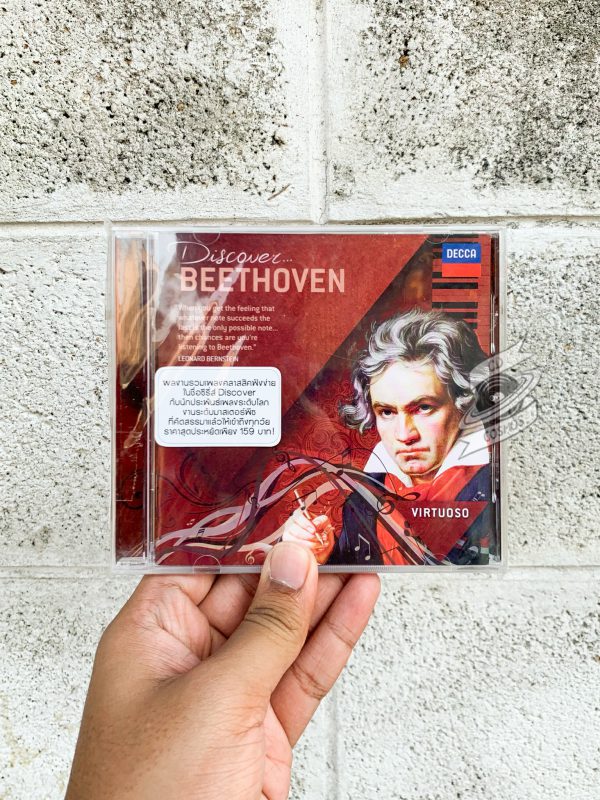 Discover...
BEETHOVEN
DECCA
"When you get the feeling that
whatever note succeeds the
last is the only possible note...
then chances are you're
listening to Beethoven."
LEONARD BERNSTEIN
ผลงานรวมเพลงคลาสสิคฟังง่าย
ในชื่อซีรีส์ Discover
กับนักประพันธ์เพลงระดับโลก
งานระดับมาสเตอร์พีซ
ที่คัดสรรมาแล้วให้เข้าถึงทุกวัย
ราคาสุดประหยัดเพียง 159 บาท!
VIRTUOSO